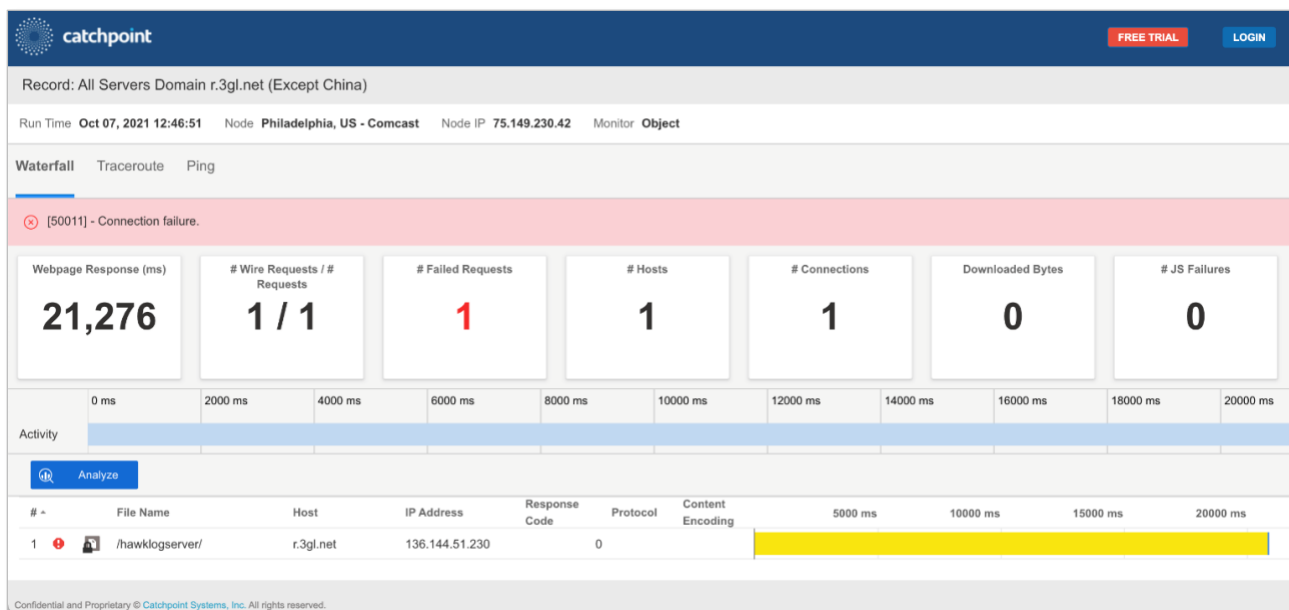 catchpoint
FREE TRIAL
LOGIN
Record: All Servers Domain r.3gl.net (Except China)
Run Time Oct 07, 2021 12:46:51 Node Philadelphia, US - Comcast Node IP 75.149.230.42 Monitor Object
Waterfall Traceroute Ping
[50011] - Connection failure.
Webpage Response (ms)
21,276
# Wire Requests / #
Requests
1 / 1
# Failed Requests
1
# Hosts
1
# Connections
1
Downloaded Bytes
0
# JS Failures
0
0 ms 2000 ms 4000 ms 6000 ms 8000 ms 10000 ms 12000 ms 14000 ms 16000 ms 18000 ms 20000 ms
Activity
Analyze
# File Name Host IP Address Response Code Protocol Content Encoding 5000 ms 10000 ms 15000 ms 20000 ms
1 /hawklogserver/ r.3gl.net 136.144.51.230 0
Confidential and Proprietary © Catchpoint Systems, Inc. All rights reserved.